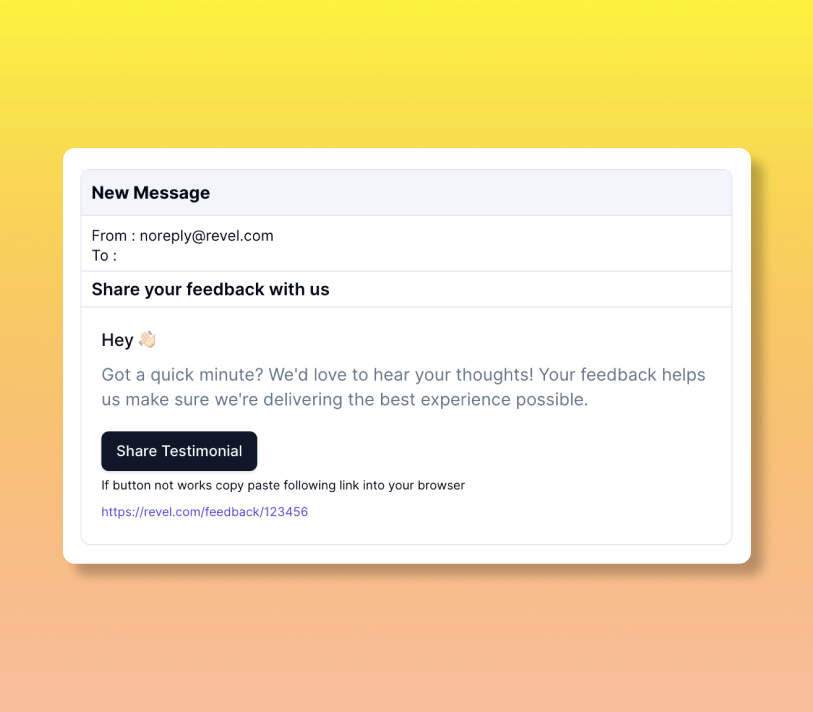 New Message
From : noreply@revel.com
To :
Share your feedback with us
Hey 👋🏻
Got a quick minute? We'd love to hear your thoughts! Your feedback helps
us make sure we're delivering the best experience possible.
Share Testimonial
If button not works copy paste following link into your browser
https://revel.com/feedback/123456